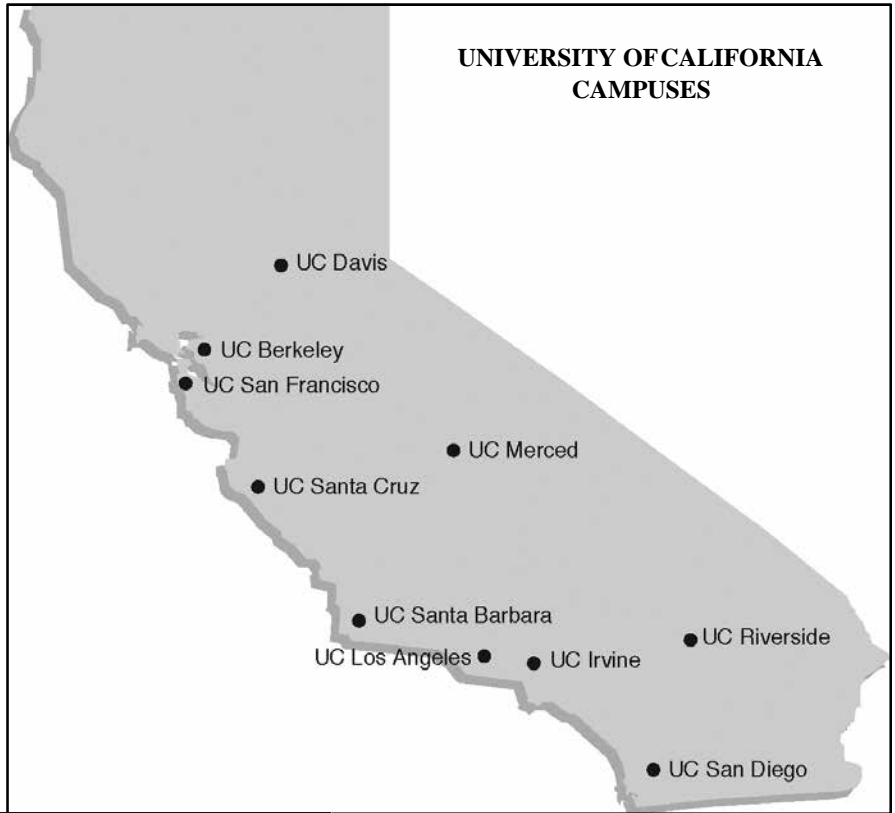 UNIVERSITY OF CALIFORNIA
CAMPUSES
UC Davis
UC Berkeley
UC San Francisco
UC Merced
UC Santa Cruz
UC Santa Barbara
UC Riverside
UC Los Angeles
UC Irvine
UC San Diego